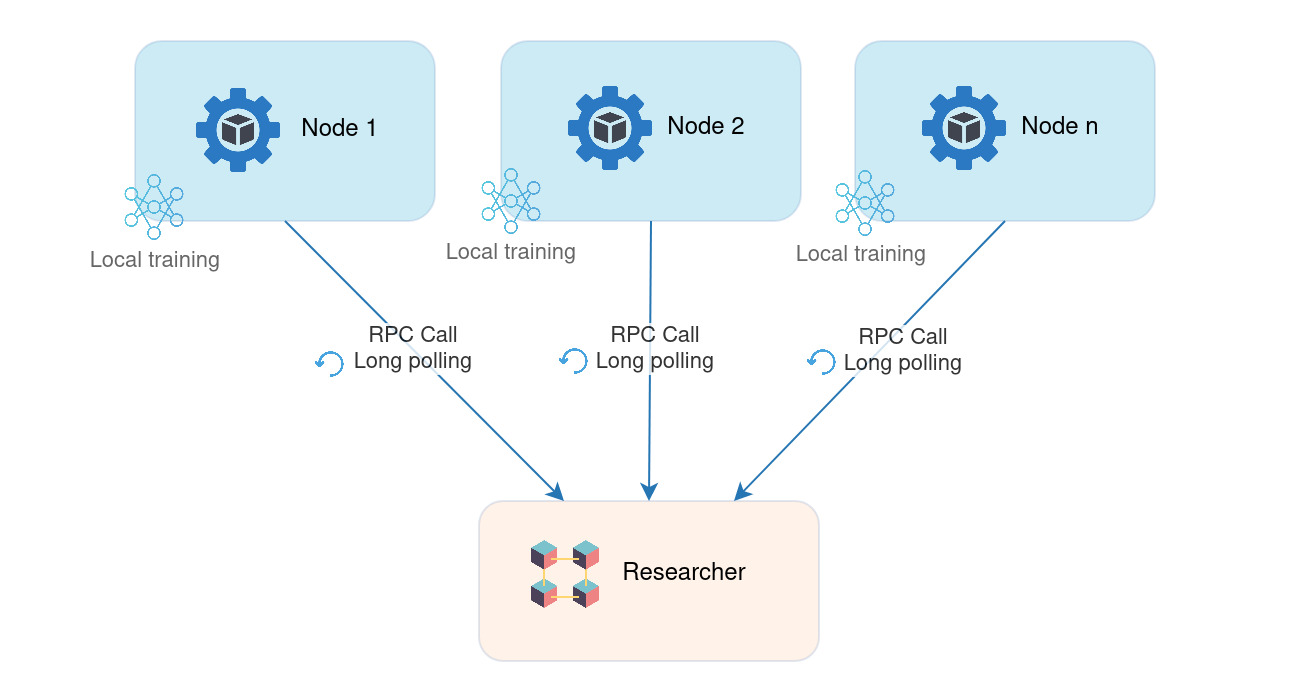 Node 1
Node 2
Node n
Local training
Local training
Local training
RPC Call
Long polling
RPC Call
Long polling
RPC Call
Long polling
Researcher